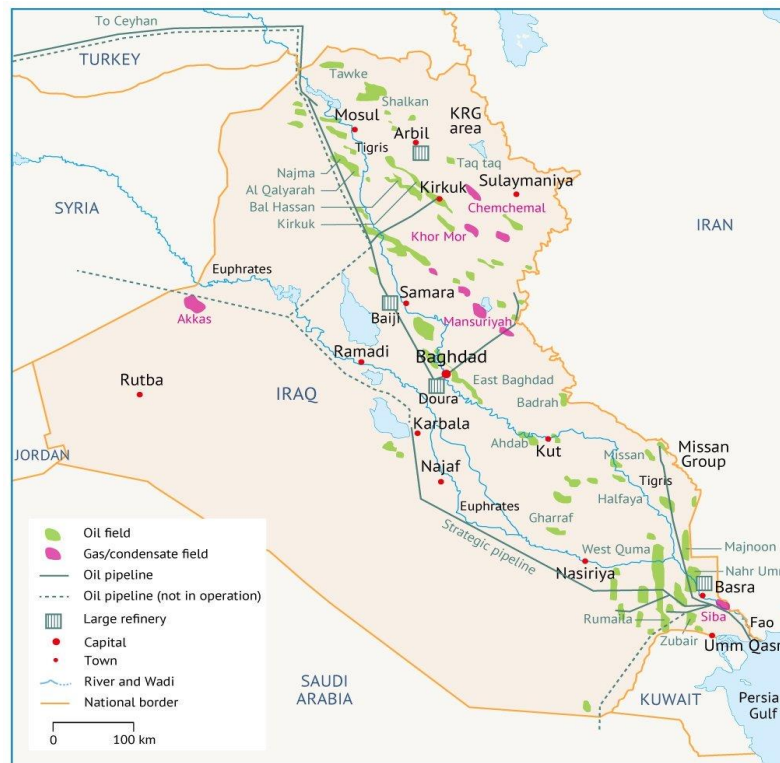 To Ceyhan
TURKEY
Tawke
Shalkan
Mosul
Arbil
KRG
area
Tigris
Taq taq
Najma
Al Qalyarah
Bal Hassan
Kirkuk
Kirkuk
Sulaymaniya
Chemchemal
Khor Mor
SYRIA
IRAN
Euphrates
Akkas
Samara
Baiji
Mansuriyah
Ramadi
Baghdad
Rutba
IRAQ
Doura
East Baghdad
Badrah
Karbala
Ahdab
Kut
JORDAN
Missan
Missan
Group
Najaf
Tigris
Euphrates
Halfaya
Gharraf
Strategic pipeline
West Quma
Majnoon
Nasiriya
Nahr Umr
Basra
Rumaila
Siba
Fao
Zubair
Umm Qasr
SAUDI
ARABIA
KUWAIT
Persian
Gulf
Oil field
Gas/condensate field
Oil pipeline
Oil pipeline (not in operation)
Large refinery
Capital
Town
River and Wadi
National border
0 100 km